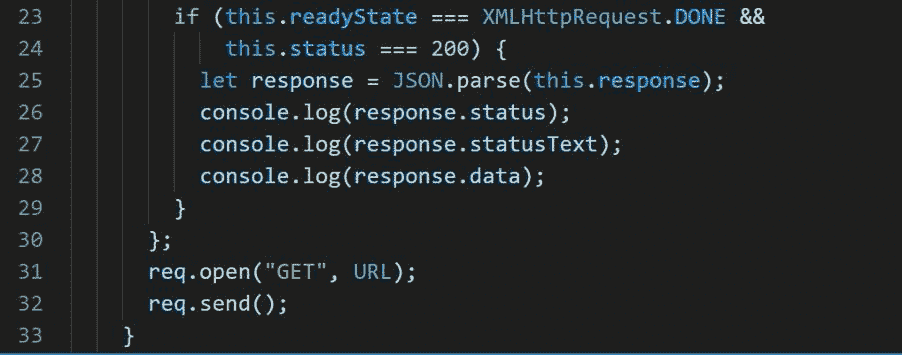 23 if (this.readyState === XMLHttpRequest.DONE &&
24 this.status === 200) {
25 let response = JSON.parse(this.response);
26 console.log(response.status);
27 console.log(response.statusText);
28 console.log(response.data);
29 }
30 };
31 req.open("GET", URL);
32 req.send();
33 }